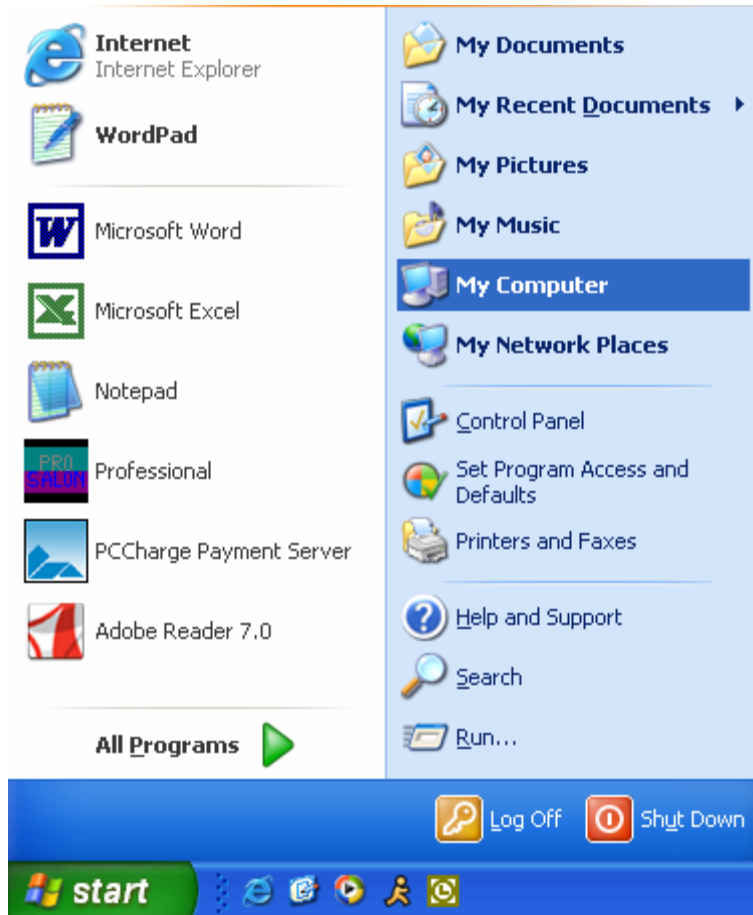 Internet
Internet Explorer
WordPad
Microsoft Word
Microsoft Excel
Notepad
PRO
SALON
Professional
PCCharge Payment Server
Adobe Reader 7.0
All Programs
My Documents
My Recent Documents
My Pictures
My Music
My Computer
My Network Places
Control Panel
Set Program Access and
Defaults
Printers and Faxes
Help and Support
Search
Run...
Log Off
Shut Down
start